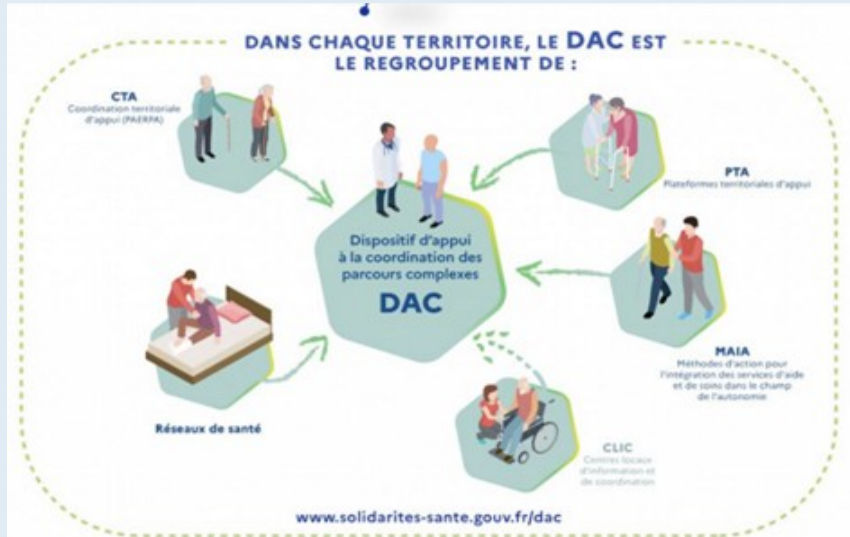 DANS CHAQUE TERRITOIRE, LE DAC EST
LE REGROUPEMENT DE :
CTA
Coordination territoriale
d'appui (PAERPA)
PTA
Plateformes territoriales d'appui
Dispositif d'appui
à la coordination des
parcours complexes
DAC
MAIA
Méthodes d'action pour
l'intégration des services d'aide
et de soins dans le champ
de l'autonomie
Réseaux de santé
CLIC
Centres locaux
d'information et
de coordination
www.solidarites-sante.gouv.fr/dac